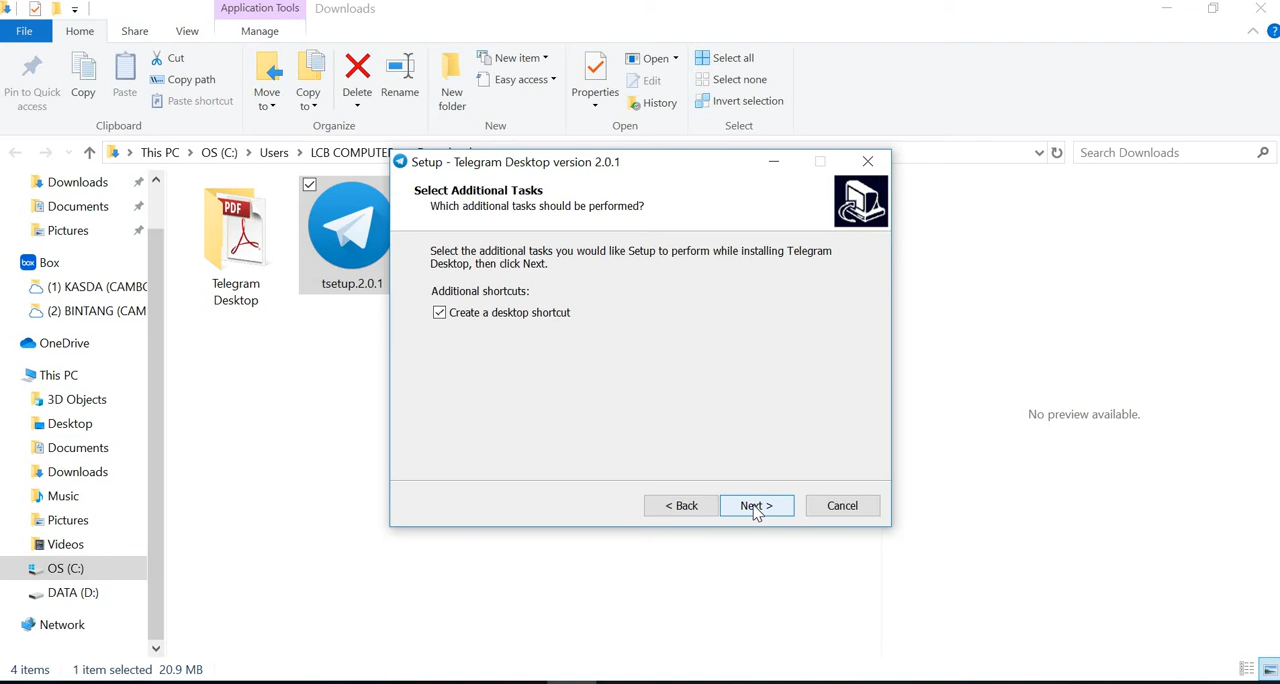 Application Tools
Downloads
File
Home
Share
View
Manage
Pin to Quick
access
Copy
Paste
Cut
Copy path
Paste shortcut
Clipboard
Move
to
Copy
to
Delete
Rename
Organize
New
folder
New item
Easy access
New
Properties
Open
Edit
History
Open
Select all
Select none
Invert selection
Select
This PC
OS (C:)
Users
LCB COMPUTE
Search Downloads
Downloads
Documents
Pictures
box
Box
(1) KASDA (CAMBO
(2) BINTANG (CAM
OneDrive
This PC
3D Objects
Desktop
Documents
Downloads
Music
Pictures
Videos
OS (C:)
DATA (D:)
Network
PDF
Telegram
Desktop
tsetup.2.0.1
Setup - Telegram Desktop version 2.0.1
Select Additional Tasks
Which additional tasks should be performed?
Select the additional tasks you would like Setup to perform while installing Telegram
Desktop, then click Next.
Additional shortcuts:
Create a desktop shortcut
< Back
Next >
Cancel
No preview available.
4 items
1 item selected 20.9 MB